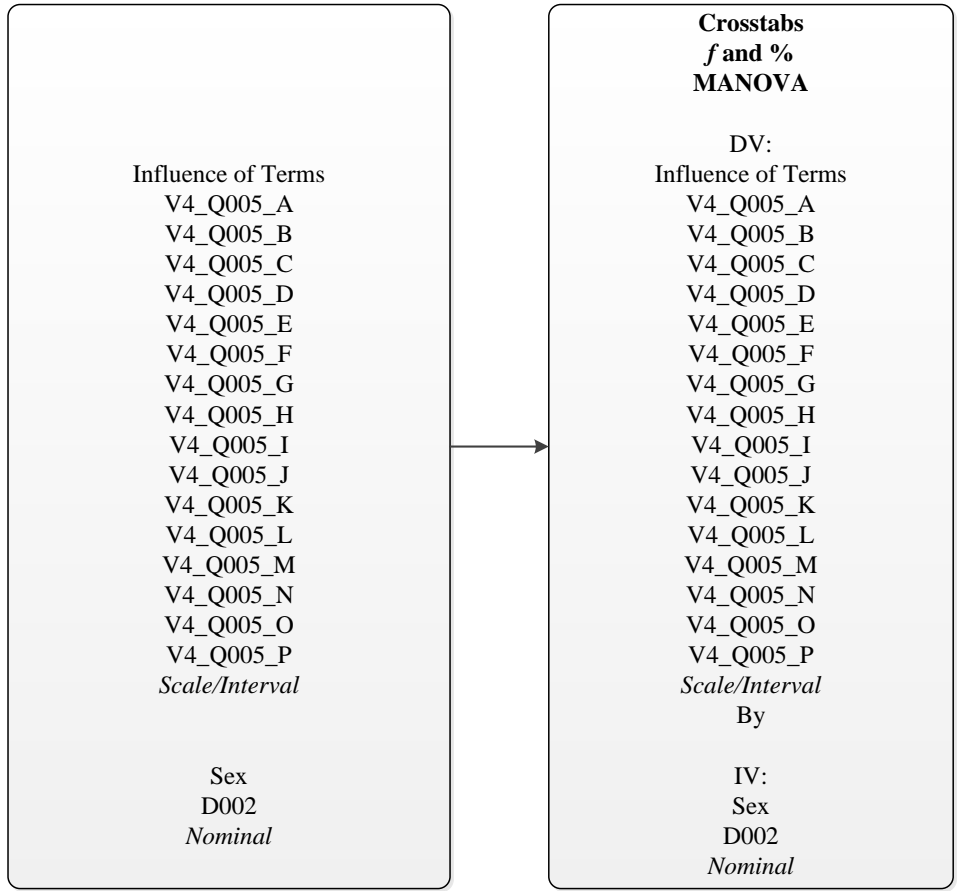 Influence of Terms
V4_Q005_A
V4_Q005_B
V4_Q005_C
V4_Q005_D
V4_Q005_E
V4_Q005_F
V4_Q005_G
V4_Q005_H
V4_Q005_I
V4_Q005_J
V4_Q005_K
V4_Q005_L
V4_Q005_M
V4_Q005_N
V4_Q005_O
V4_Q005_P
Scale/Interval
Sex
D002
Nominal
Crosstabs
f and %
MANOVA
DV:
Influence of Terms
V4_Q005_A
V4_Q005_B
V4_Q005_C
V4_Q005_D
V4_Q005_E
V4_Q005_F
V4_Q005_G
V4_Q005_H
V4_Q005_I
V4_Q005_J
V4_Q005_K
V4_Q005_L
V4_Q005_M
V4_Q005_N
V4_Q005_O
V4_Q005_P
Scale/Interval
By
IV:
Sex
D002
Nominal